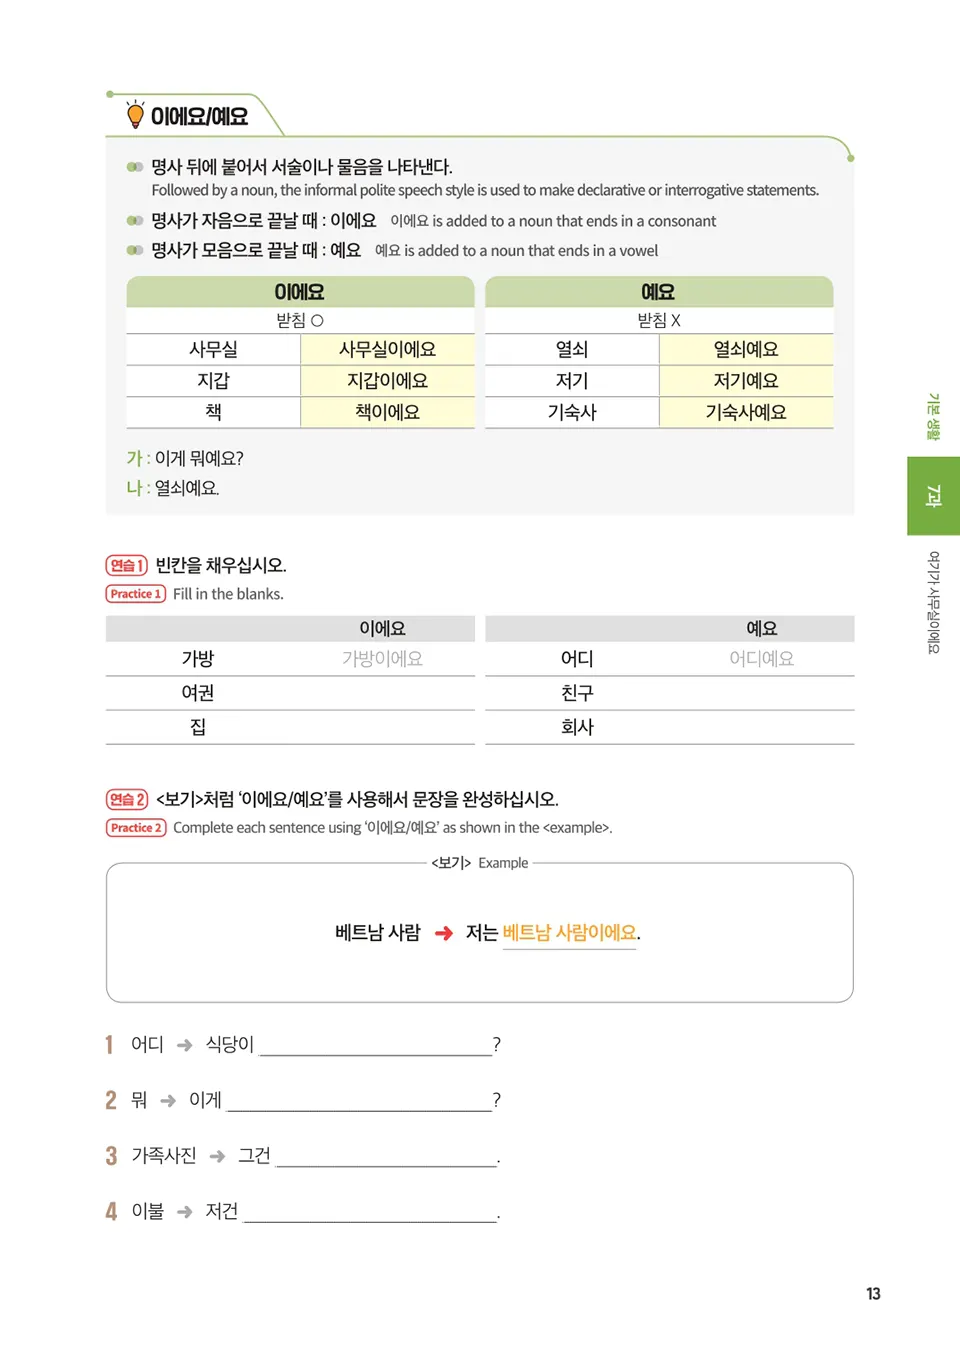 이에요/예요
명사 뒤에 붙어서 서술이나 물음을 나타낸다.
Followed by a noun, the informal polite speech style is used to make declarative or interrogative statements.
명사가 자음으로 끝날 때 : 이에요 이에요 is added to a noun that ends in a consonant
명사가 모음으로 끝날 때 : 예요 예요 is added to a noun that ends in a vowel
이에요 예요
받침 ○ 받침 X
사무실 사무실이에요 열쇠 열쇠예요
지갑 지갑이에요 저기 저기예요
책 책이에요 기숙사 기숙사예요
가 : 이게 뭐예요?
나 : 열쇠예요.
연습 1 빈칸을 채우십시오.
Practice 1 Fill in the blanks.
이에요 예요
가방 가방이에요 어디 어디예요
여권 친구
집 회사
연습 2 <보기>처럼 ‘이에요/예요’를 사용해서 문장을 완성하십시오.
Practice 2 Complete each sentence using ‘이에요/예요’ as shown in the <example>.
<보기> Example
베트남 사람 ➜ 저는 베트남 사람이에요.
1 어디 ➜ 식당이 ______________________?
2 뭐 ➜ 이게 ______________________?
3 가족사진 ➜ 그건 ______________________.
4 이불 ➜ 저건 ______________________.
기본 생활
7과
여기가 사무실이에요
13